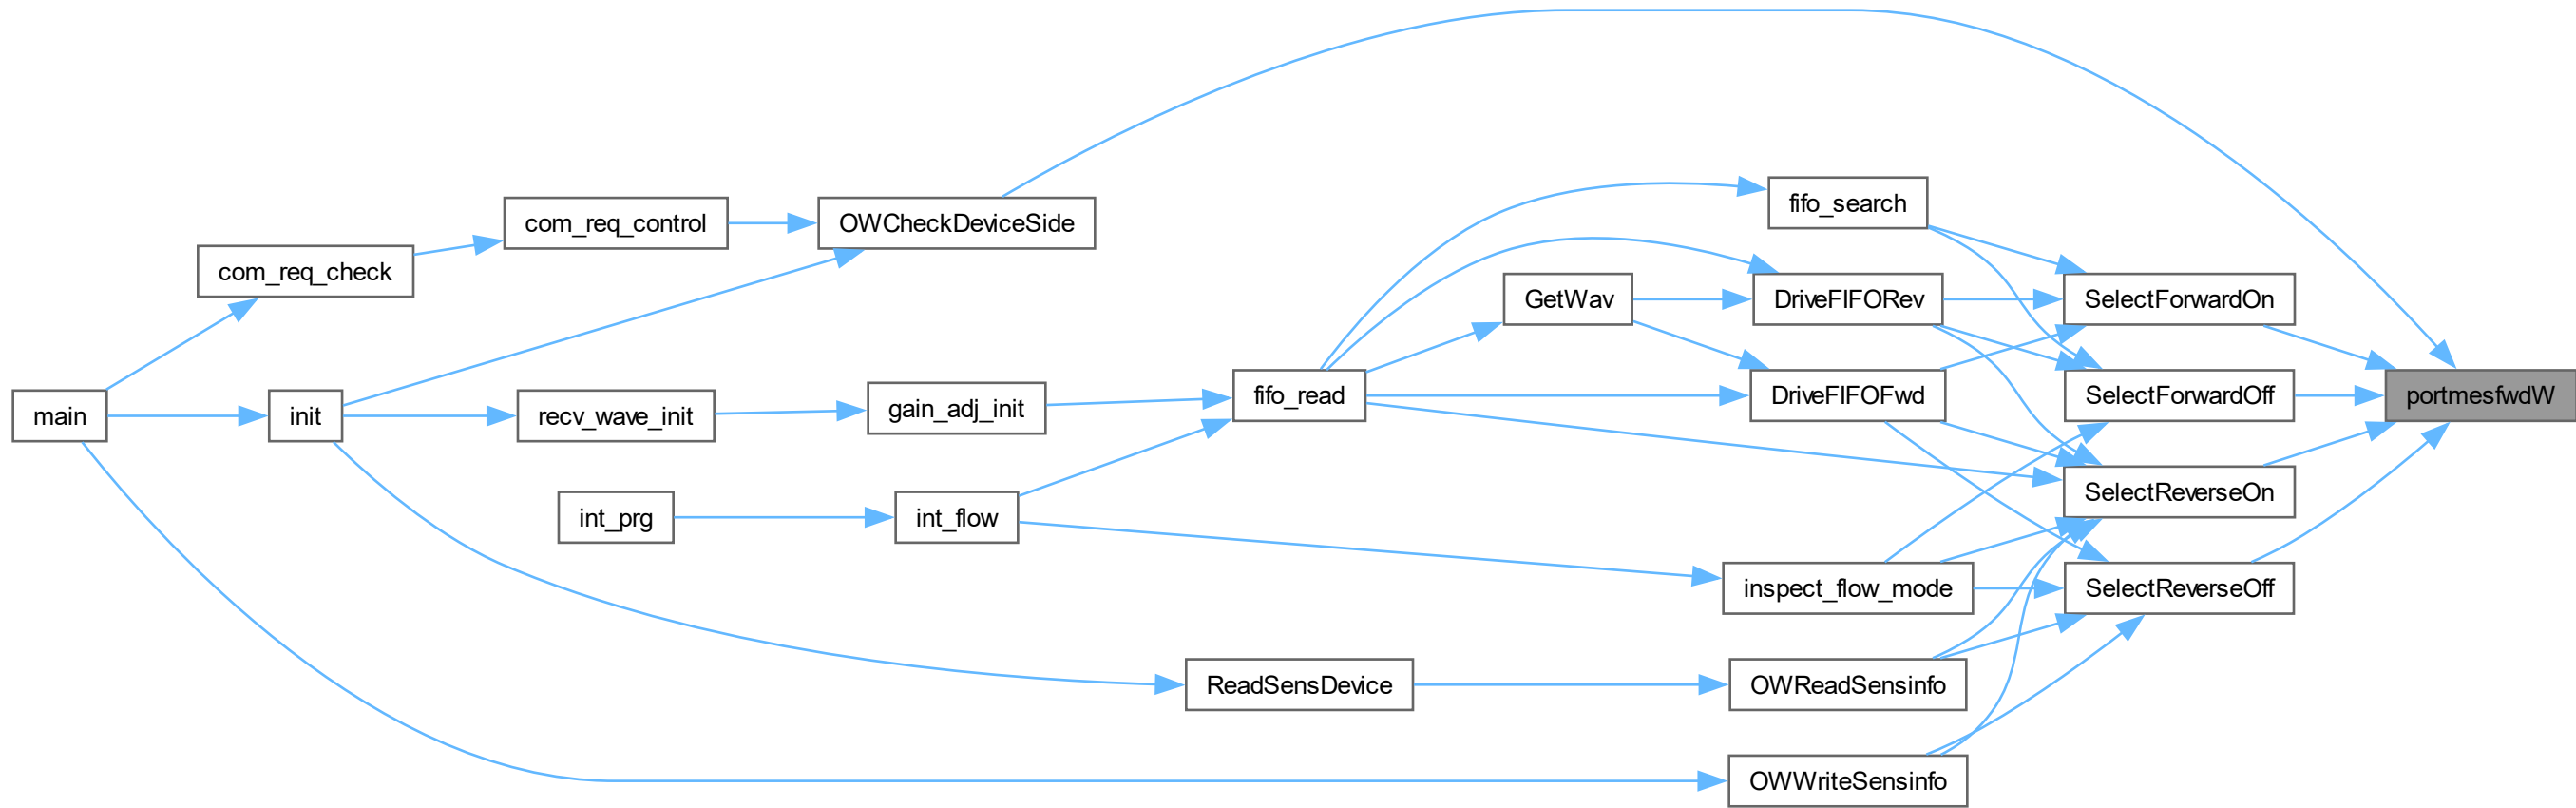 main
com_req_check
init
int_prg
com_req_control
recv_wave_init
OWCheckDeviceSide
gain_adj_init
int_flow
ReadSensDevice
fifo_read
GetWav
fifo_search
DriveFIFORev
DriveFIFOFwd
inspect_flow_mode
OWReadSensinfo
OWWriteSensinfo
SelectForwardOn
SelectForwardOff
SelectReverseOn
SelectReverseOff
portmesfwdW